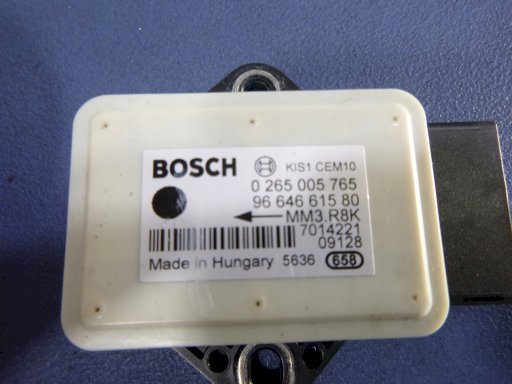 BOSCH KIS1 CEM10
0 265 005 765
96 646 615 80
MM3.R8K
7014221
09128
Made in Hungary 5636 658